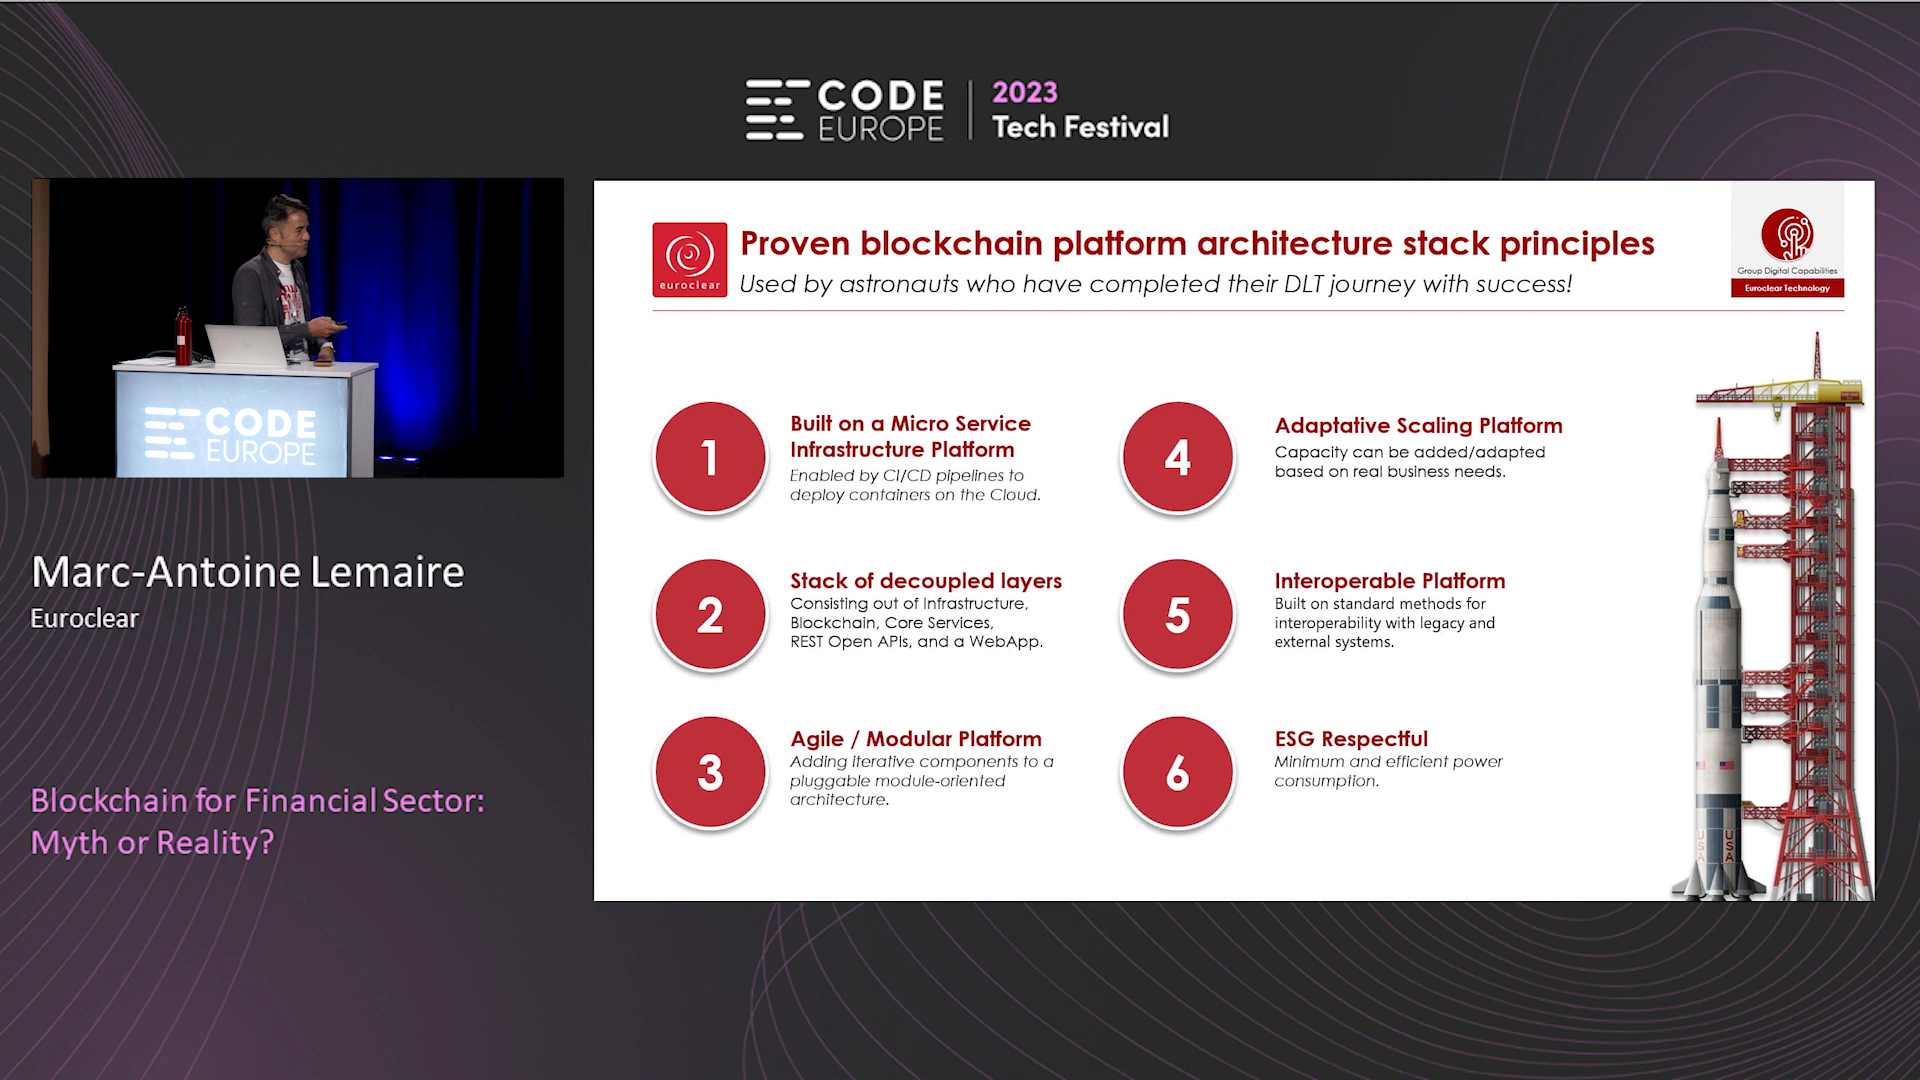 CODE
EUROPE
2023
Tech Festival
CODE
EUROPE
Marc-Antoine Lemaire
Euroclear
Blockchain for Financial Sector:
Myth or Reality?
euroclear
Proven blockchain platform architecture stack principles
Used by astronauts who have completed their DLT journey with success!
Group Digital Capabilities
Euroclear Technology
1
Built on a Micro Service
Infrastructure Platform
Enabled by CI/CD pipelines to
deploy containers on the Cloud.
2
Stack of decoupled layers
Consisting out of Infrastructure,
Blockchain, Core Services,
REST Open APIs, and a WebApp.
3
Agile / Modular Platform
Adding iterative components to a
pluggable module-oriented
architecture.
4
Adaptative Scaling Platform
Capacity can be added/adapted
based on real business needs.
5
Interoperable Platform
Built on standard methods for
interoperability with legacy and
external systems.
6
ESG Respectful
Minimum and efficient power
consumption.
USA
USA